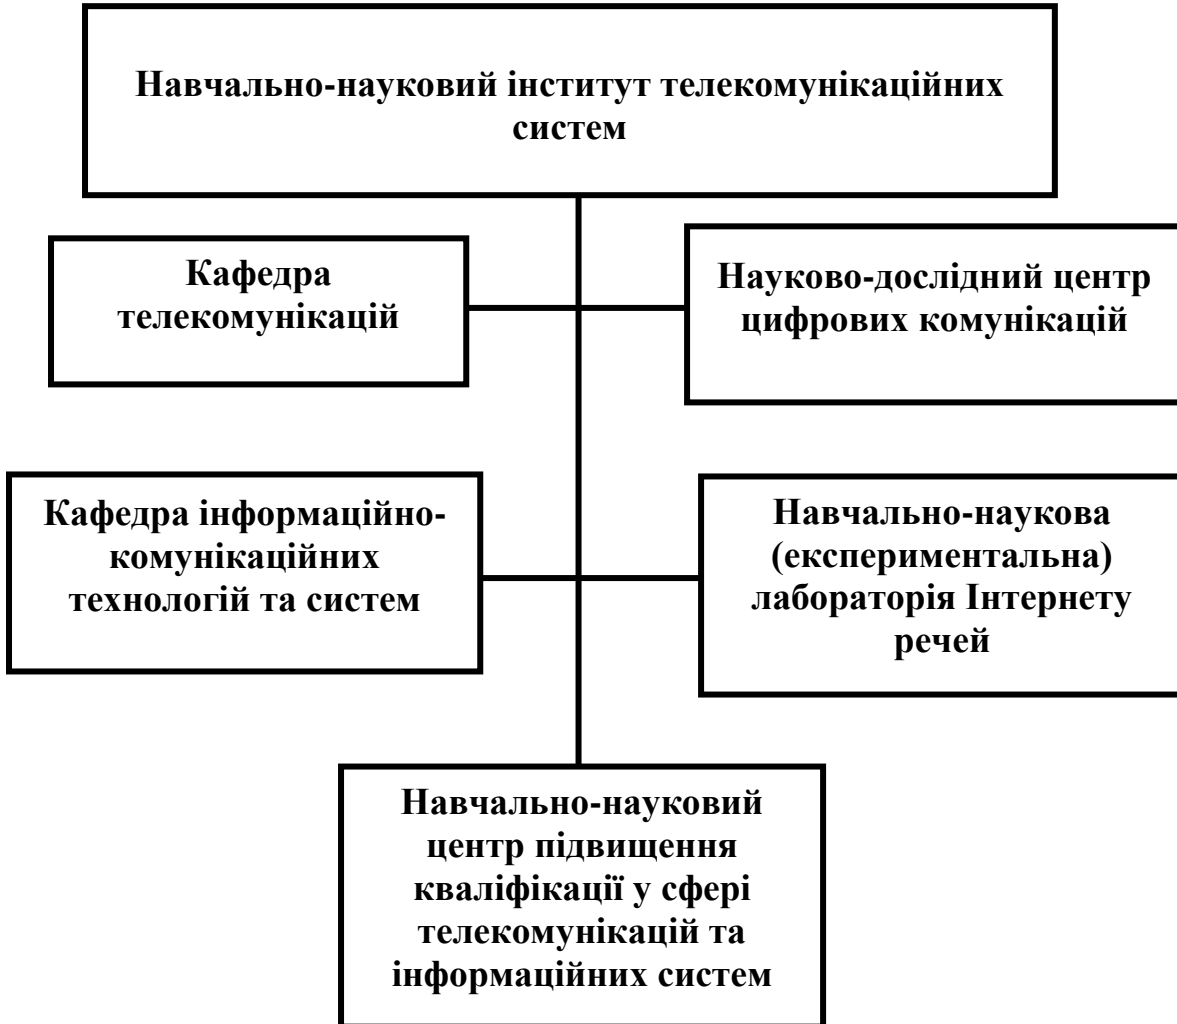 Навчально-науковий інститут телекомунікаційних
систем
Кафедра
телекомунікацій
Науково-дослідний центр
цифрових комунікацій
Кафедра інформаційно-
комунікаційних
технологій та систем
Навчально-наукова
(експериментальна)
лабораторія Інтернету
речей
Навчально-науковий
центр підвищення
кваліфікації у сфері
телекомунікацій та
інформаційних систем